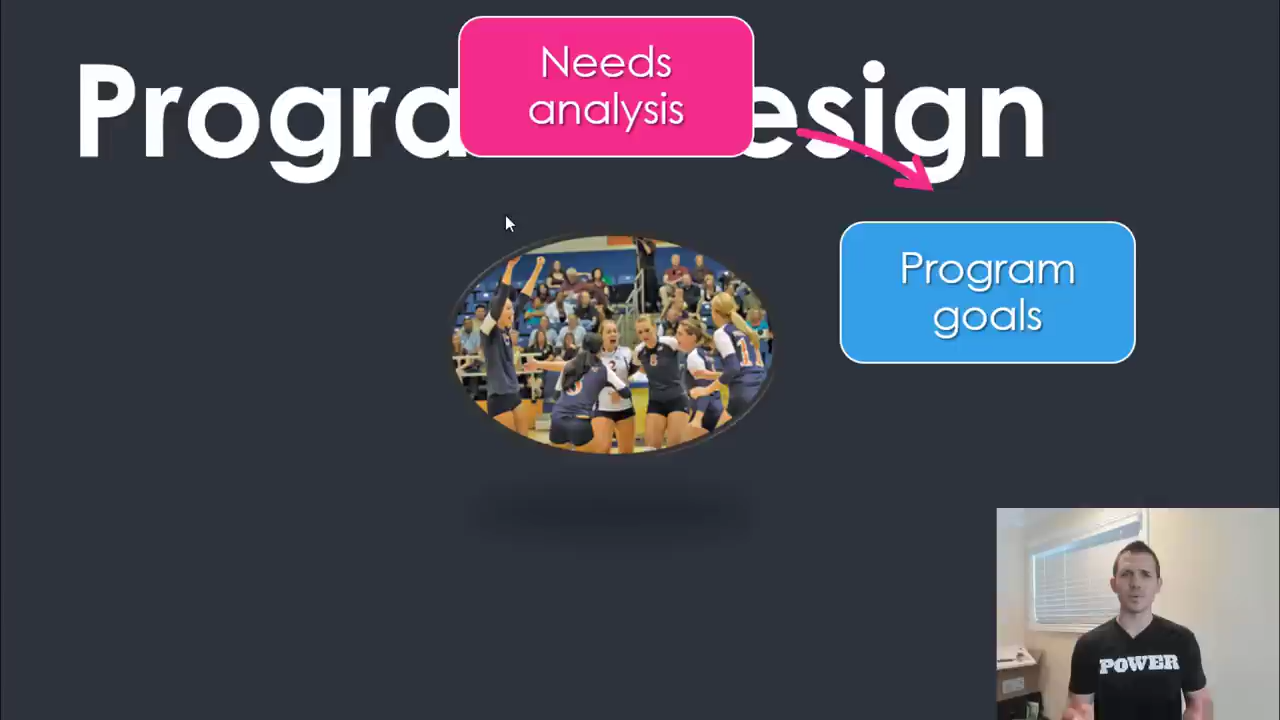 Needs
analysis
Progra esign
Program
goals
POWER